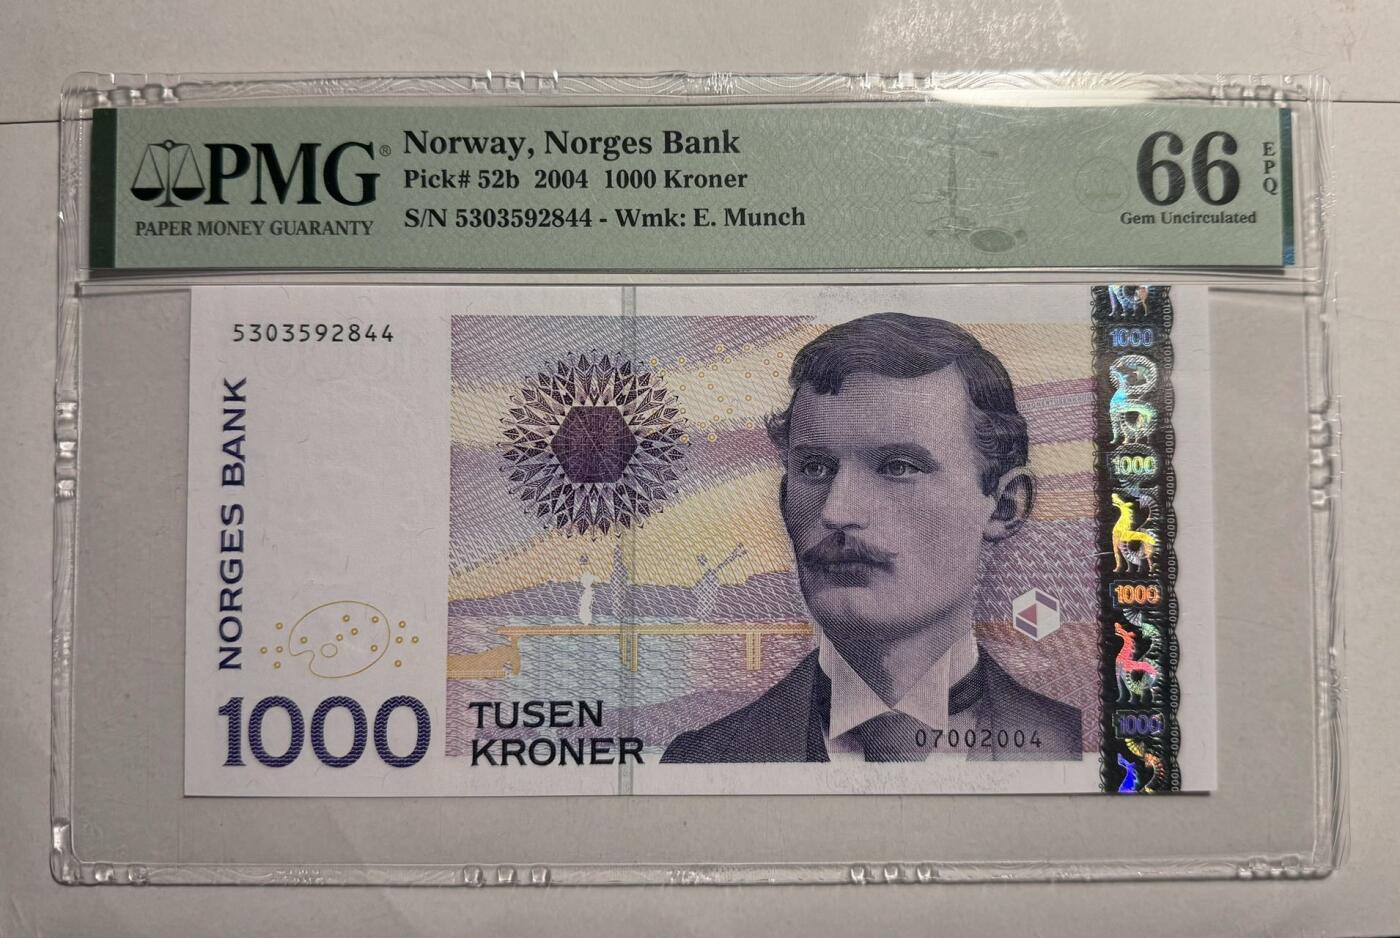 PMG®
PAPER MONEY GUARANTY
Norway, Norges Bank
Pick# 52b 2004 1000 Kroner
S/N 5303592844 - Wmk: E. Munch
66
EPQ
Gem Uncirculated
5303592844
NORGES BANK
1000
TUSEN
KRONER
07002004
1000
1000
1000
1000